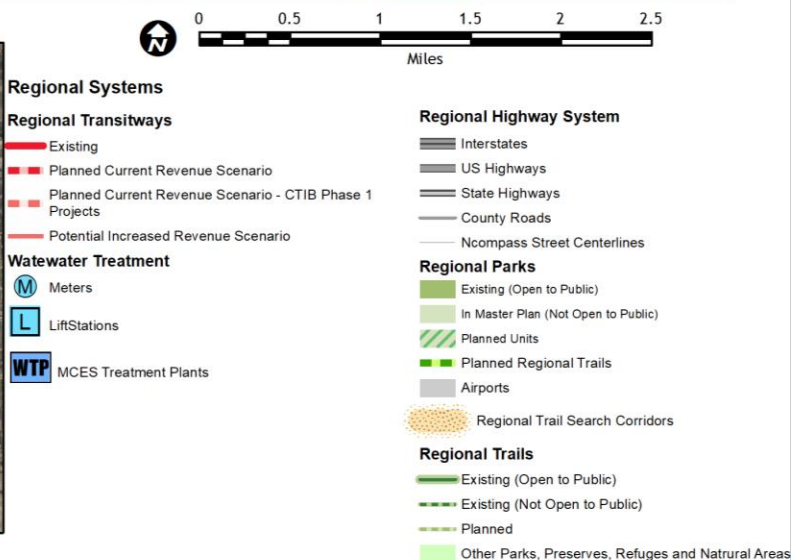 N
0 0.5 1 1.5 2 2.5
Miles
Regional Systems
Regional Transitways
Existing
Planned Current Revenue Scenario
Planned Current Revenue Scenario - CTIB Phase 1
Projects
Potential Increased Revenue Scenario
Watewater Treatment
M Meters
L LiftStations
WTP MCES Treatment Plants
Regional Highway System
Interstates
US Highways
State Highways
County Roads
Ncompass Street Centerlines
Regional Parks
Existing (Open to Public)
In Master Plan (Not Open to Public)
Planned Units
Planned Regional Trails
Airports
Regional Trail Search Corridors
Regional Trails
Existing (Open to Public)
Existing (Not Open to Public)
Planned
Other Parks, Preserves, Refuges and Natrural Areas